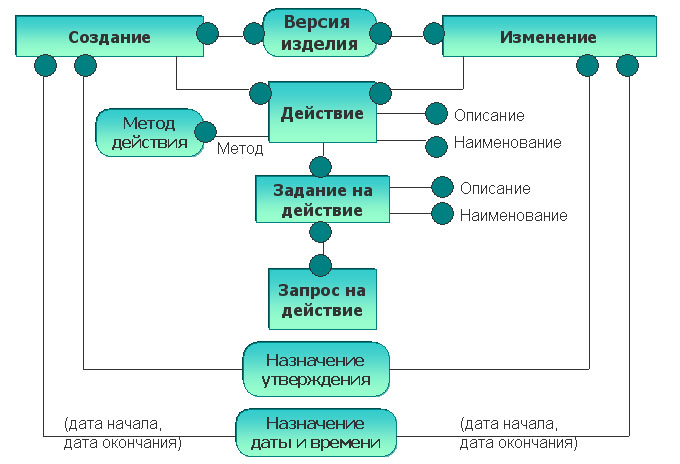 Создание
Версия
изделия
Изменение
Действие
Описание
Метод
действия
Метод
Наименование
Задание на
действие
Описание
Наименование
Запрос на
действие
Назначение
утверждения
(дата начала,
дата окончания)
Назначение
даты и времени
(дата начала,
дата окончания)